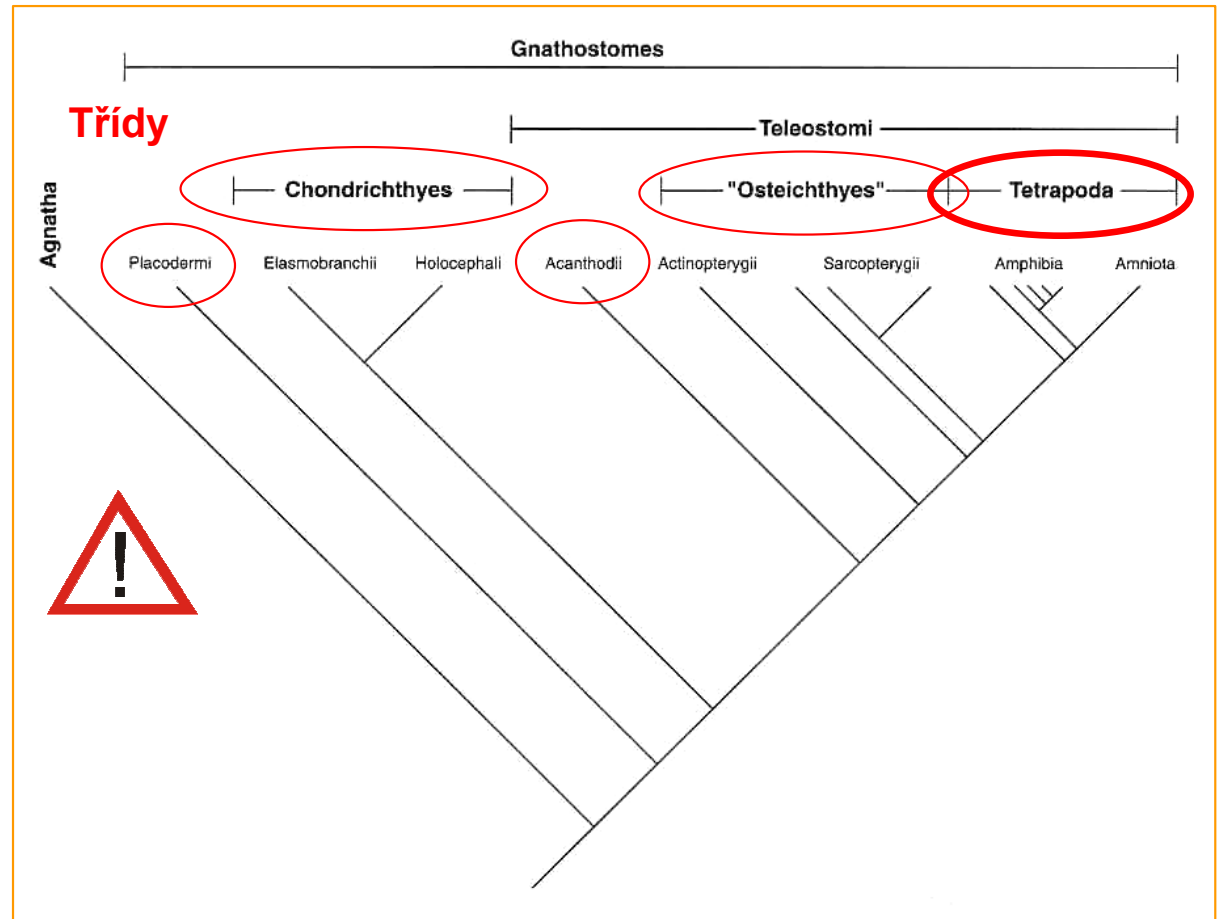 Gnathostomes
Třídy
Teleostomi
Chondrichthyes "Osteichthyes" Tetrapoda
Agnatha
Placodermi Elasmobranchii Holocephali Acanthodii Actinopterygii Sarcopterygii Amphibia Amniota
!